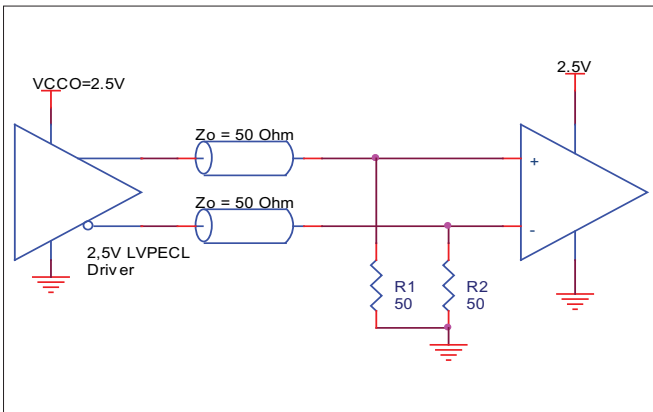 VCCO=2.5V
2.5V
Zo = 50 Ohm
+
Zo = 50 Ohm
-
2,5V LVPECL
Driver
R1
50
R2
50